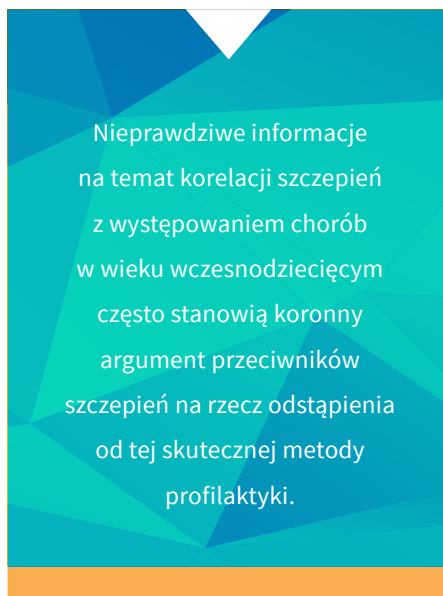 Nieprawdziwe informacje
na temat korelacji szczepień
z występowaniem chorób
w wieku wczesnodziecięcym
często stanowią koronny
argument przeciwników
szczepień na rzecz odstąpienia
od tej skutecznej metody
profilaktyki.